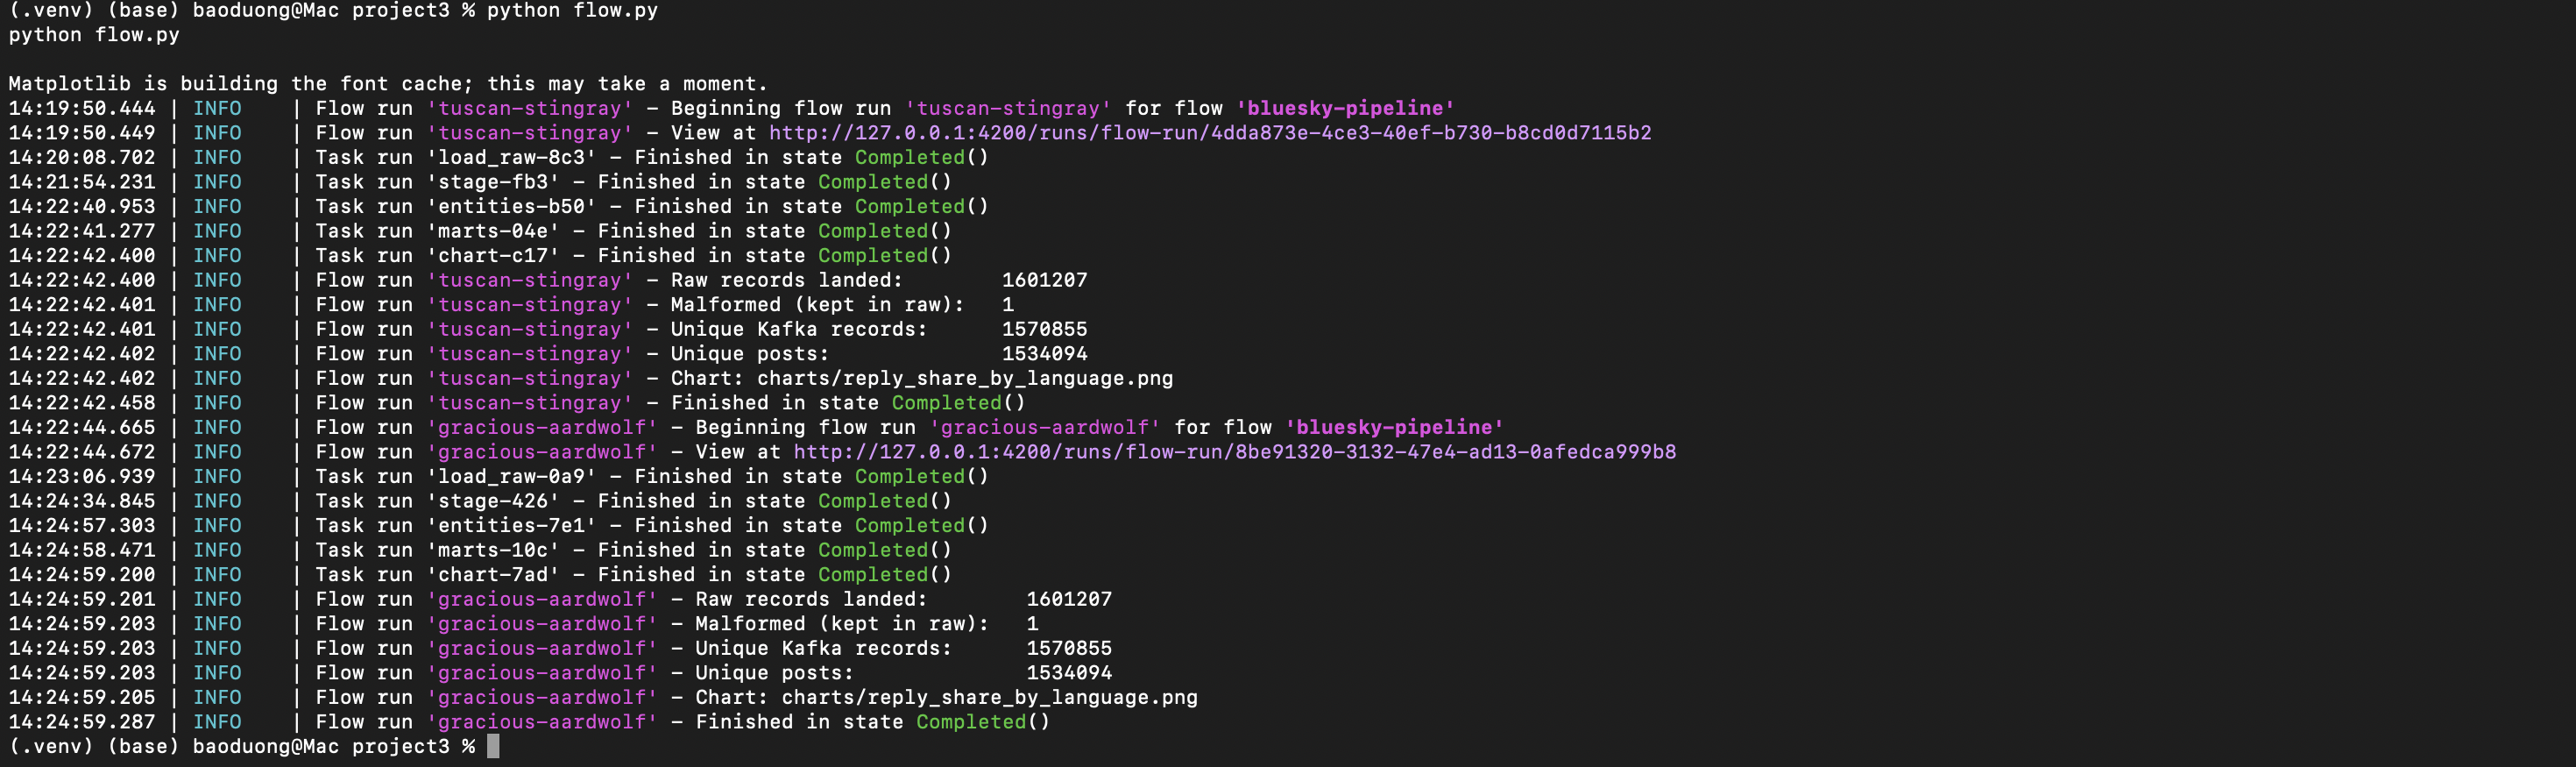 (.venv) (base) baoduong@Mac project3 % python flow.py
python flow.py
Matplotlib is building the font cache; this may take a moment.
14:19:50.444 | INFO    | Flow run 'tuscan-stingray' - Beginning flow run 'tuscan-stingray' for flow 'bluesky-pipeline'
14:19:50.449 | INFO    | Flow run 'tuscan-stingray' - View at http://127.0.0.1:4200/runs/flow-run/4dda873e-4ce3-40ef-b730-b8cd0d7115b2
14:20:08.702 | INFO    | Task run 'load_raw-8c3' - Finished in state Completed()
14:21:54.231 | INFO    | Task run 'stage-fb3' - Finished in state Completed()
14:22:40.953 | INFO    | Task run 'entities-b50' - Finished in state Completed()
14:22:41.277 | INFO    | Task run 'marts-04e' - Finished in state Completed()
14:22:42.400 | INFO    | Task run 'chart-c17' - Finished in state Completed()
14:22:42.400 | INFO    | Flow run 'tuscan-stingray' - Raw records landed:        1601207
14:22:42.401 | INFO    | Flow run 'tuscan-stingray' - Malformed (kept in raw):   1
14:22:42.401 | INFO    | Flow run 'tuscan-stingray' - Unique Kafka records:      1570855
14:22:42.402 | INFO    | Flow run 'tuscan-stingray' - Unique posts:              1534094
14:22:42.402 | INFO    | Flow run 'tuscan-stingray' - Chart: charts/reply_share_by_language.png
14:22:42.458 | INFO    | Flow run 'tuscan-stingray' - Finished in state Completed()
14:22:44.665 | INFO    | Flow run 'gracious-aardwolf' - Beginning flow run 'gracious-aardwolf' for flow 'bluesky-pipeline'
14:22:44.672 | INFO    | Flow run 'gracious-aardwolf' - View at http://127.0.0.1:4200/runs/flow-run/8be91320-3132-47e4-ad13-0afedca999b8
14:23:06.939 | INFO    | Task run 'load_raw-0a9' - Finished in state Completed()
14:24:34.845 | INFO    | Task run 'stage-426' - Finished in state Completed()
14:24:57.303 | INFO    | Task run 'entities-7e1' - Finished in state Completed()
14:24:58.471 | INFO    | Task run 'marts-10c' - Finished in state Completed()
14:24:59.200 | INFO    | Task run 'chart-7ad' - Finished in state Completed()
14:24:59.201 | INFO    | Flow run 'gracious-aardwolf' - Raw records landed:        1601207
14:24:59.203 | INFO    | Flow run 'gracious-aardwolf' - Malformed (kept in raw):   1
14:24:59.203 | INFO    | Flow run 'gracious-aardwolf' - Unique Kafka records:      1570855
14:24:59.203 | INFO    | Flow run 'gracious-aardwolf' - Unique posts:              1534094
14:24:59.205 | INFO    | Flow run 'gracious-aardwolf' - Chart: charts/reply_share_by_language.png
14:24:59.287 | INFO    | Flow run 'gracious-aardwolf' - Finished in state Completed()
(.venv) (base) baoduong@Mac project3 %